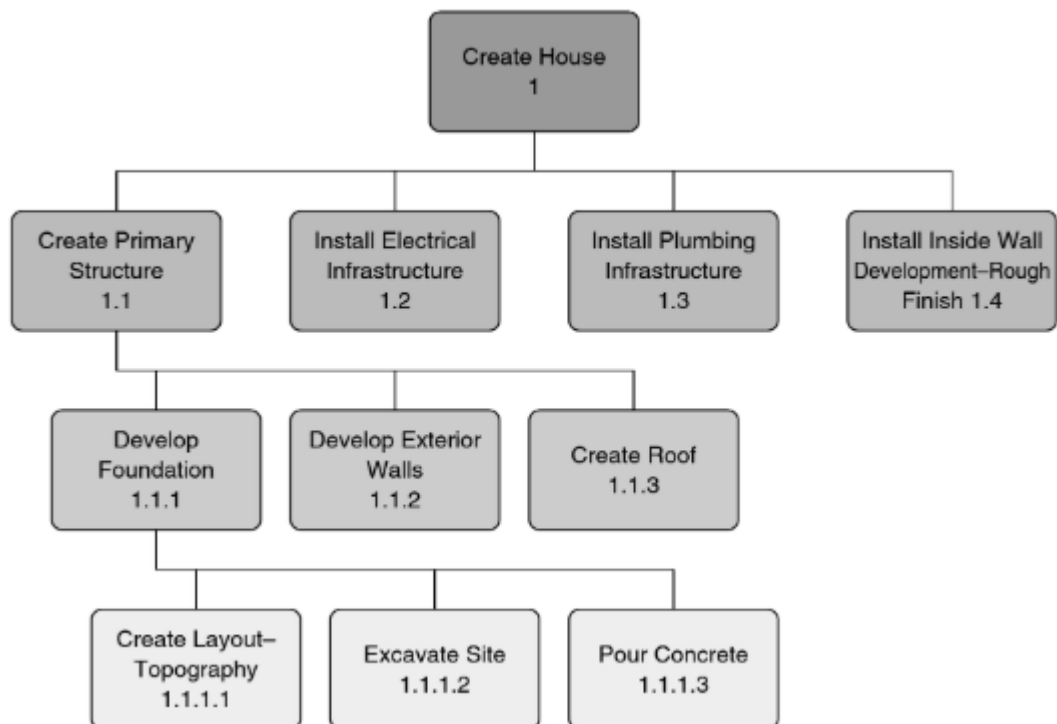 Create House
1
Create Primary
Structure
1.1
Install Electrical
Infrastructure
1.2
Install Plumbing
Infrastructure
1.3
Install Inside Wall
Development–Rough
Finish 1.4
Develop
Foundation
1.1.1
Develop Exterior
Walls
1.1.2
Create Roof
1.1.3
Create Layout–
Topography
1.1.1.1
Excavate Site
1.1.1.2
Pour Concrete
1.1.1.3